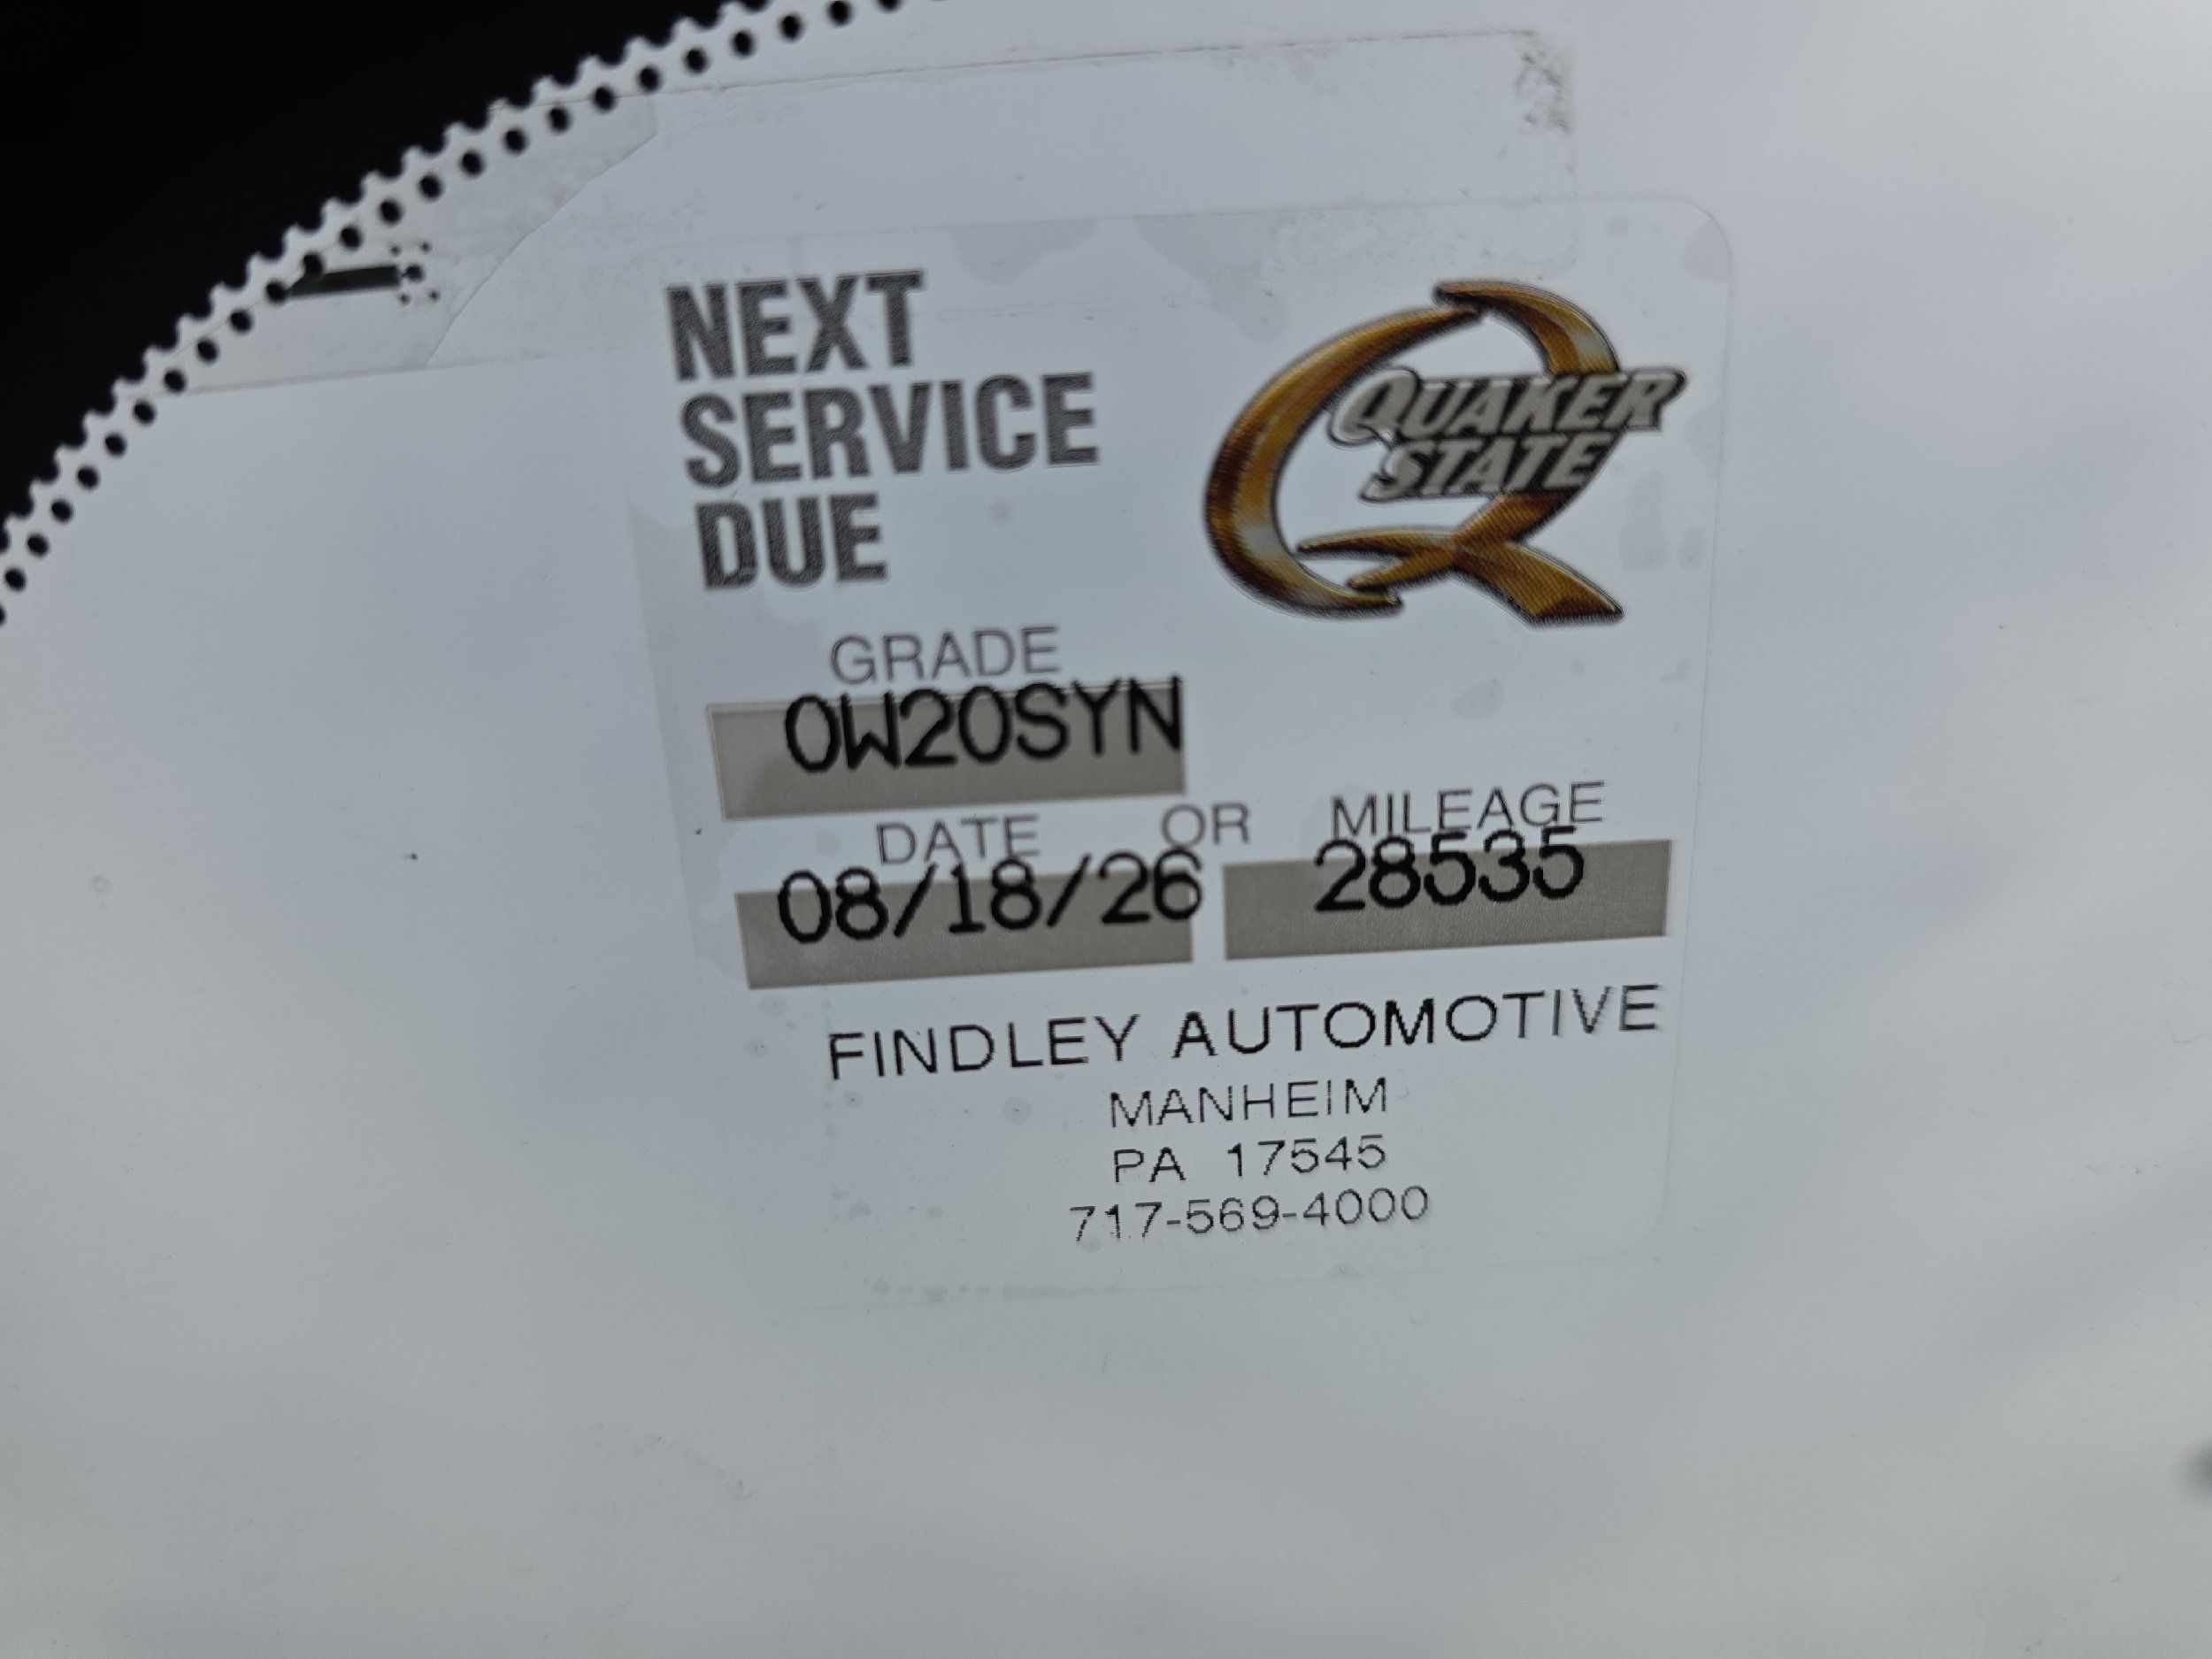 NEXT
SERVICE
DUE
QUAKER
STATE
GRADE
0W20SYN
DATE OR MILEAGE
08/18/26 28535
FINDLEY AUTOMOTIVE
MANHEIM
PA 17545
717-569-4000